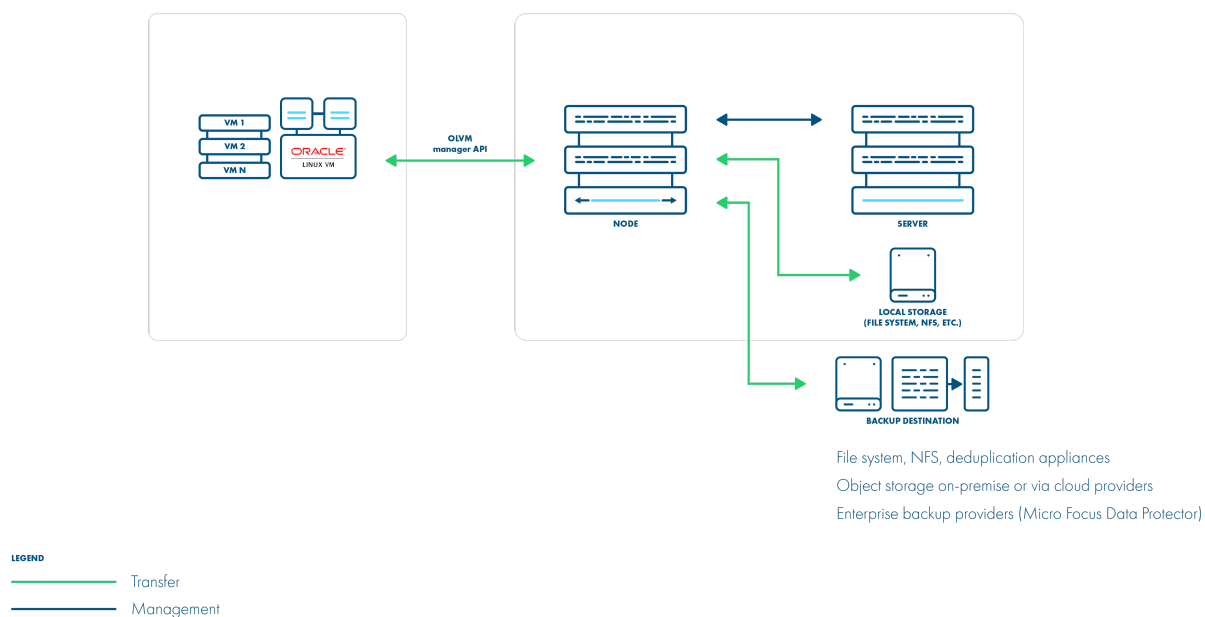 VM 1
VM 2
VM N
ORACLE
LINUX VM
OLVM
manager API
NODE
SERVER
LOCAL STORAGE
(FILE SYSTEM, NFS, ETC.)
BACKUP DESTINATION
File system, NFS, deduplication appliances
Object storage on-premise or via cloud providers
Enterprise backup providers (Micro Focus Data Protector)
LEGEND
Transfer
Management